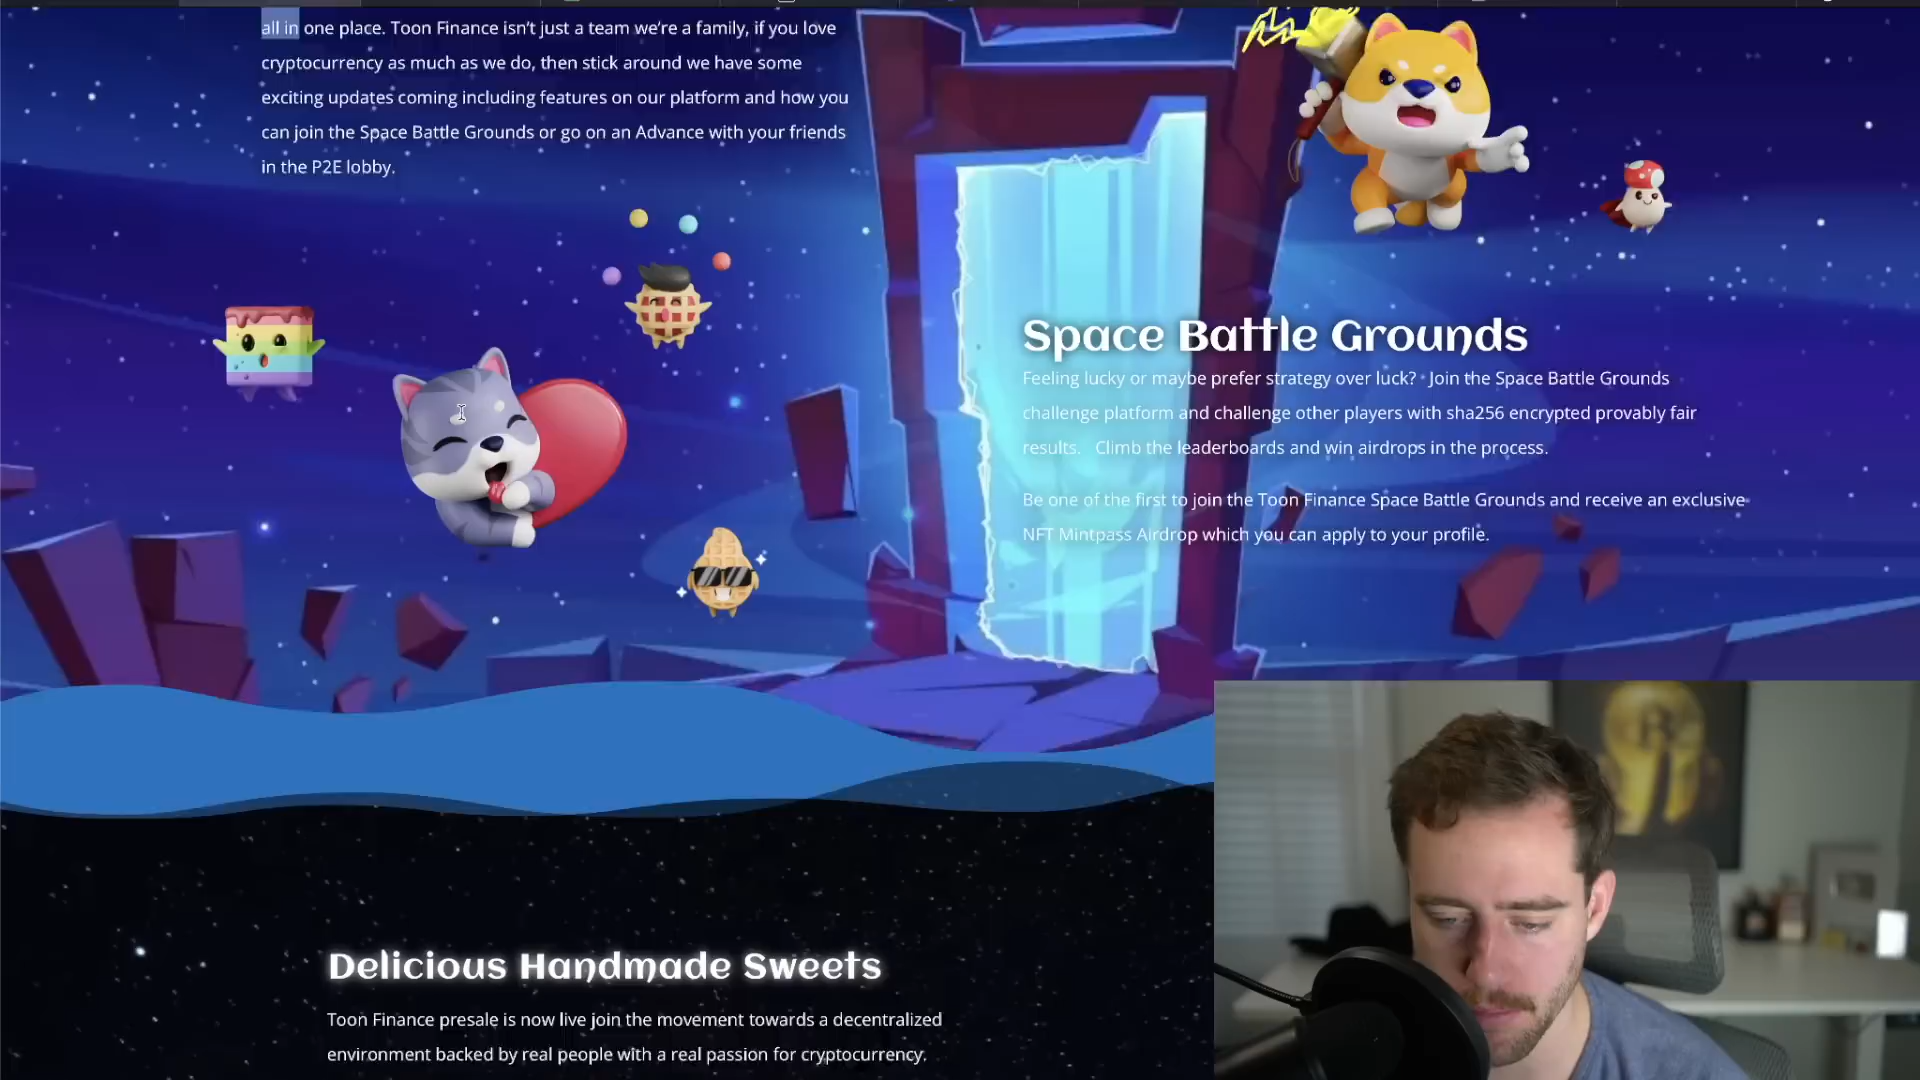 all in one place. Toon Finance isn't just a team we're a family, if you love
cryptocurrency as much as we do, then stick around we have some
exciting updates coming including features on our platform and how you
can join the Space Battle Grounds or go on an Advance with your friends
in the P2E lobby.
Space Battle Grounds
Feeling lucky or maybe prefer strategy over luck? Join the Space Battle Grounds
challenge platform and challenge other players with sha256 encrypted provably fair
results. Climb the leaderboards and win airdrops in the process.
Be one of the first to join the Toon Finance Space Battle Grounds and receive an exclusive
NFT Mintpass Airdrop which you can apply to your profile.
Delicious Handmade Sweets
Toon Finance presale is now live join the movement towards a decentralized
environment backed by real people with a real passion for cryptocurrency.